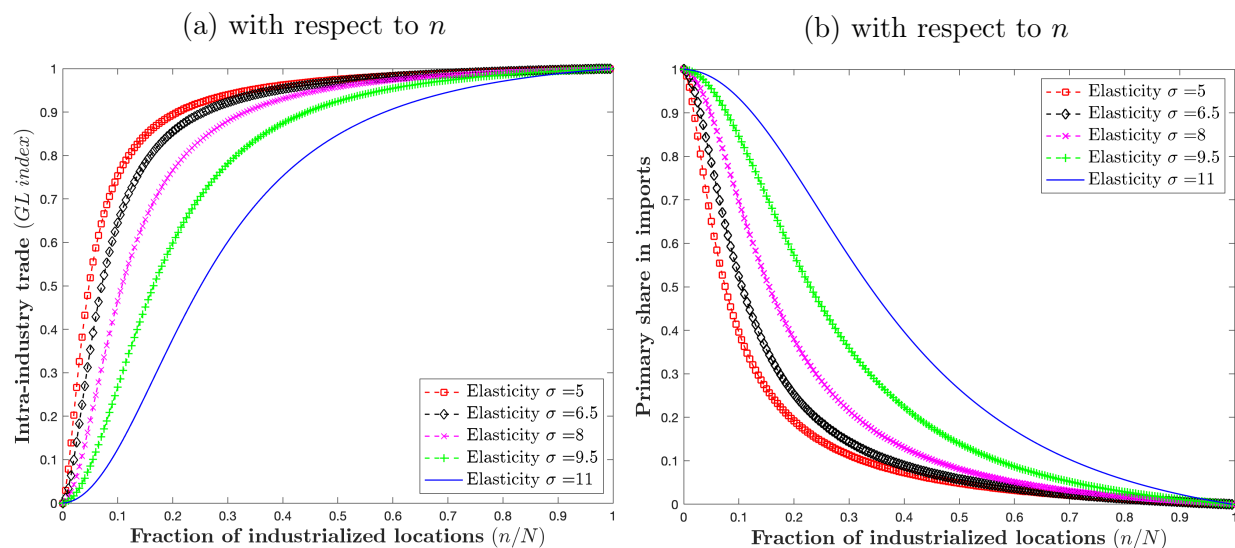 (a) with respect to n
Intra-industry trade (GL index)
1
0.9
0.8
0.7
0.6
0.5
0.4
0.3
0.2
0.1
0
Elasticity σ =5
Elasticity σ =6.5
Elasticity σ =8
Elasticity σ =9.5
Elasticity σ =11
0 0.1 0.2 0.3 0.4 0.5 0.6 0.7 0.8 0.9 1
Fraction of industrialized locations (n/N)
(b) with respect to n
Primary share in imports
1
0.9
0.8
0.7
0.6
0.5
0.4
0.3
0.2
0.1
0
Elasticity σ =5
Elasticity σ =6.5
Elasticity σ =8
Elasticity σ =9.5
Elasticity σ =11
0 0.1 0.2 0.3 0.4 0.5 0.6 0.7 0.8 0.9 1
Fraction of industrialized locations (n/N)